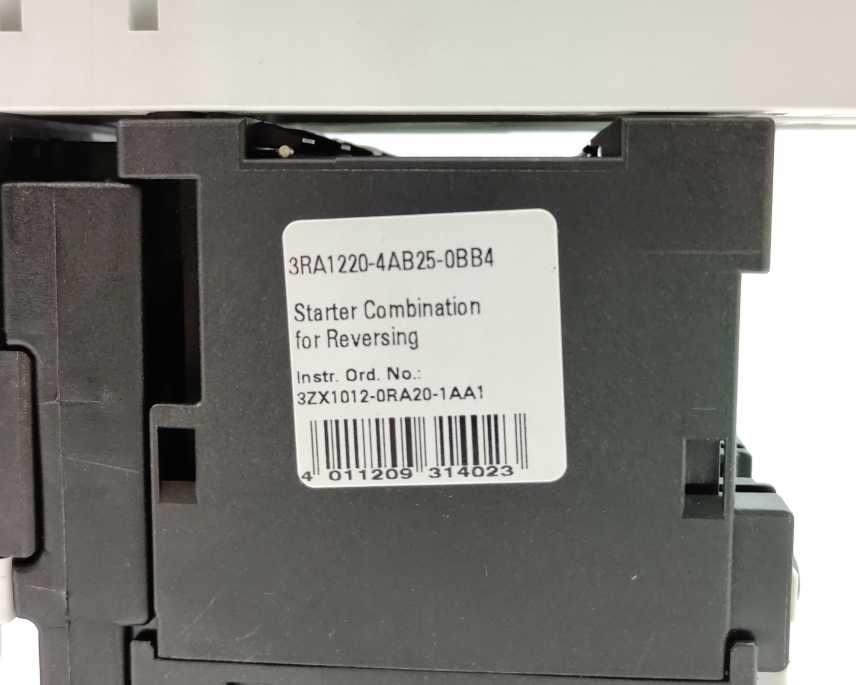 3RA1220-4AB25-0BB4
Starter Combination
for Reversing
Instr. Ord. No.:
3ZX1012-0RA20-1AA1
4 011209 314023